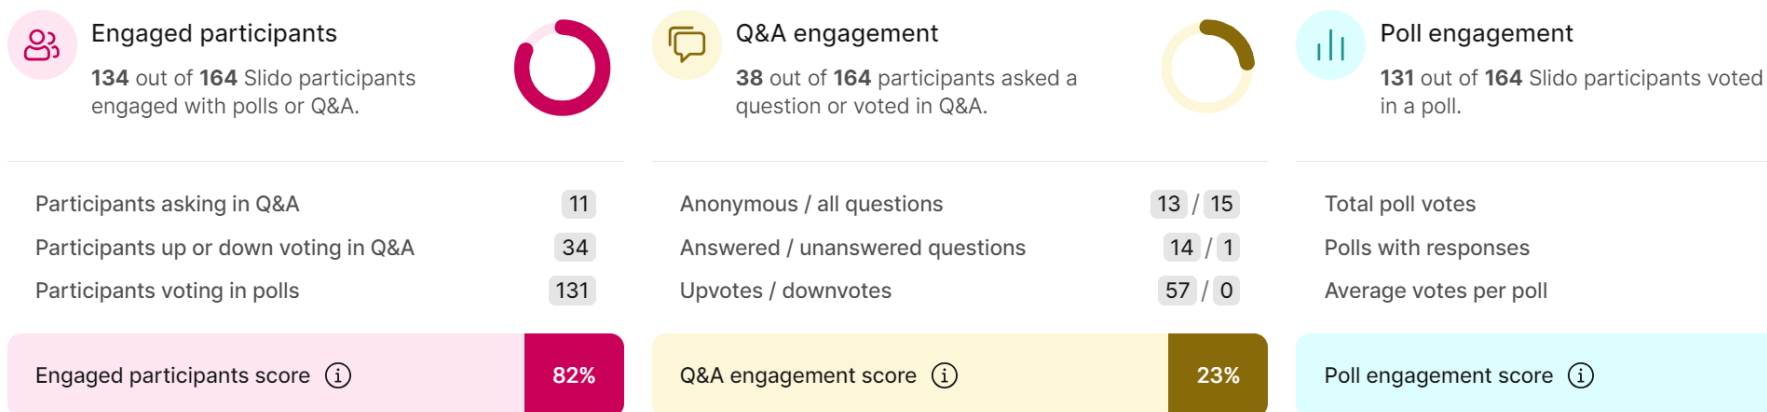 Engaged participants
134 out of 164 Slido participants
engaged with polls or Q&A.
Participants asking in Q&A 11
Participants up or down voting in Q&A 34
Participants voting in polls 131
Engaged participants score 82%
Q&A engagement
38 out of 164 participants asked a
question or voted in Q&A.
Anonymous / all questions 13 / 15
Answered / unanswered questions 14 / 1
Upvotes / downvotes 57 / 0
Q&A engagement score 23%
Poll engagement
131 out of 164 Slido participants voted
in a poll.
Total poll votes
Polls with responses
Average votes per poll
Poll engagement score